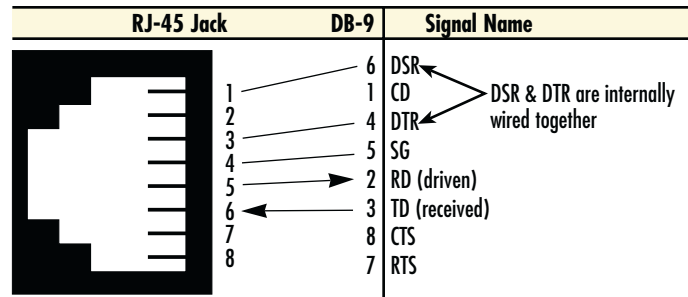 RJ-45 Jack DB-9 Signal Name
1 6 DSR
2 1 CD
3 4 DTR
4 5 SG
5 2 RD (driven)
6 3 TD (received)
7 8 CTS
8 7 RTS
DSR & DTR are internally
wired together